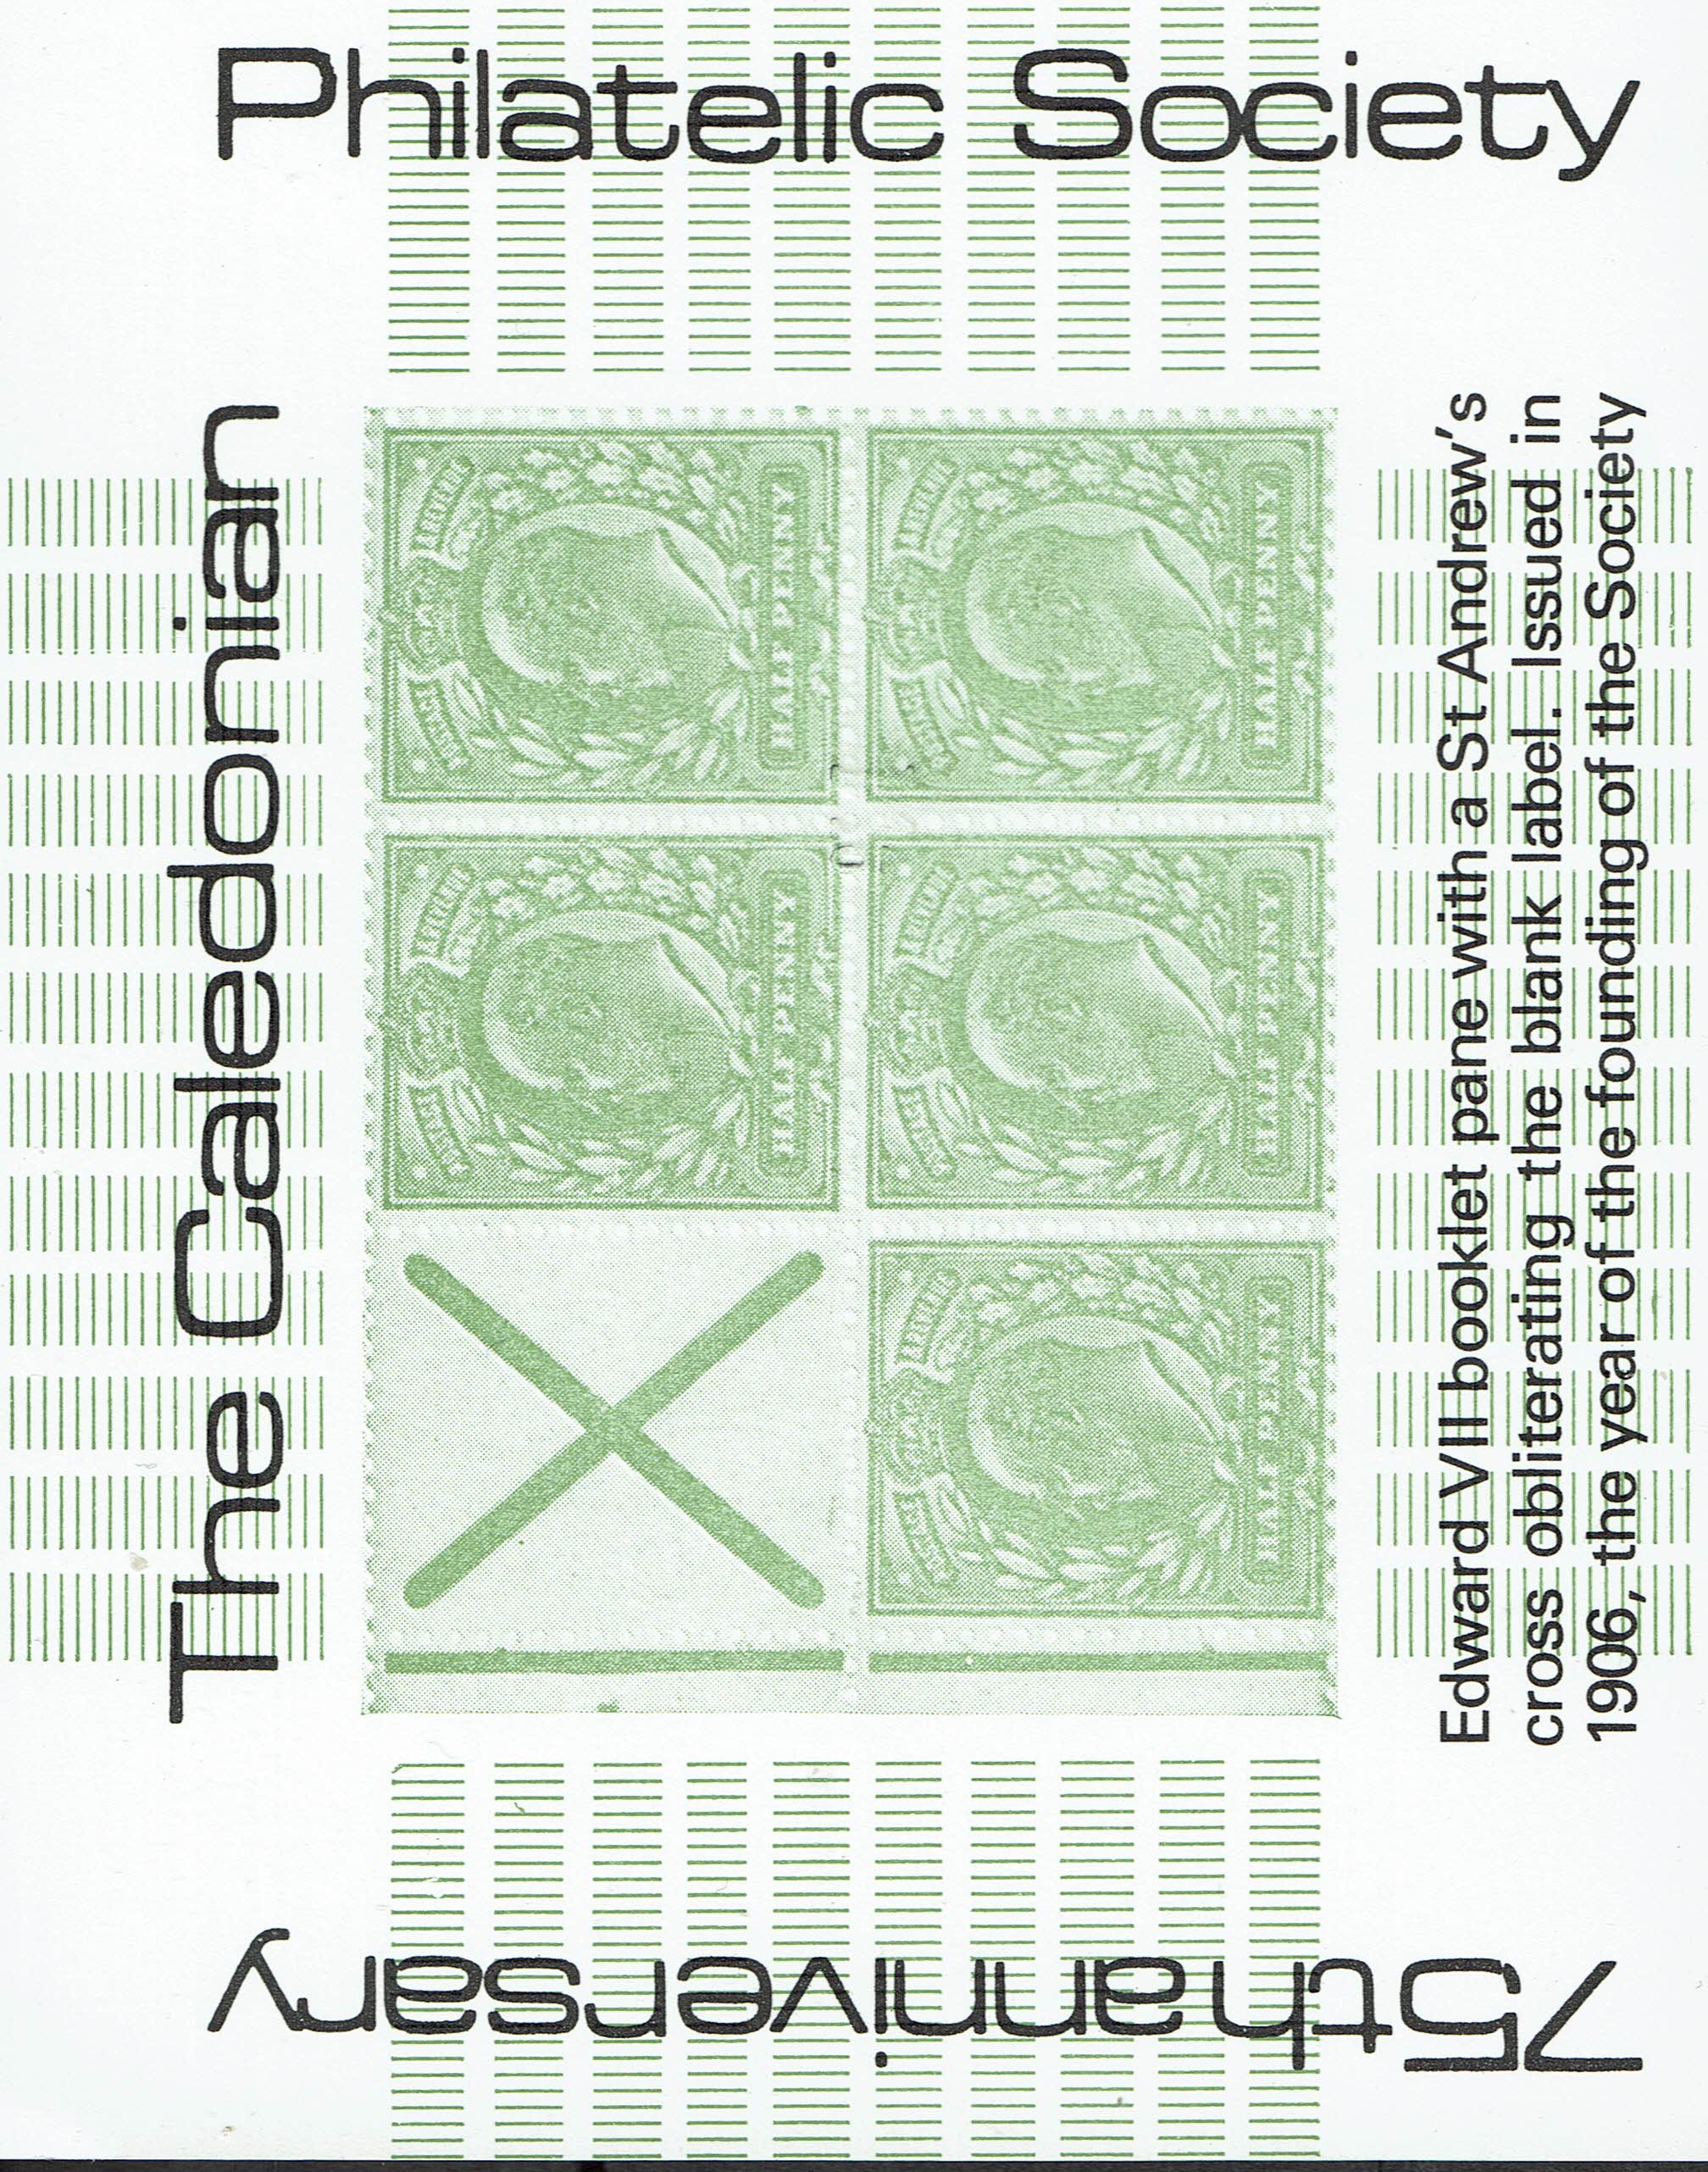 The Caledonian
Philatelic Society
75th anniversary
POSTAGE REVENUE
HALF PENNY
POSTAGE REVENUE
HALF PENNY
POSTAGE REVENUE
HALF PENNY
POSTAGE REVENUE
HALF PENNY
POSTAGE REVENUE
HALF PENNY
Edward VII booklet pane with a St Andrew's
cross obliterating the blank label. Issued in
1906, the year of the founding of the Society